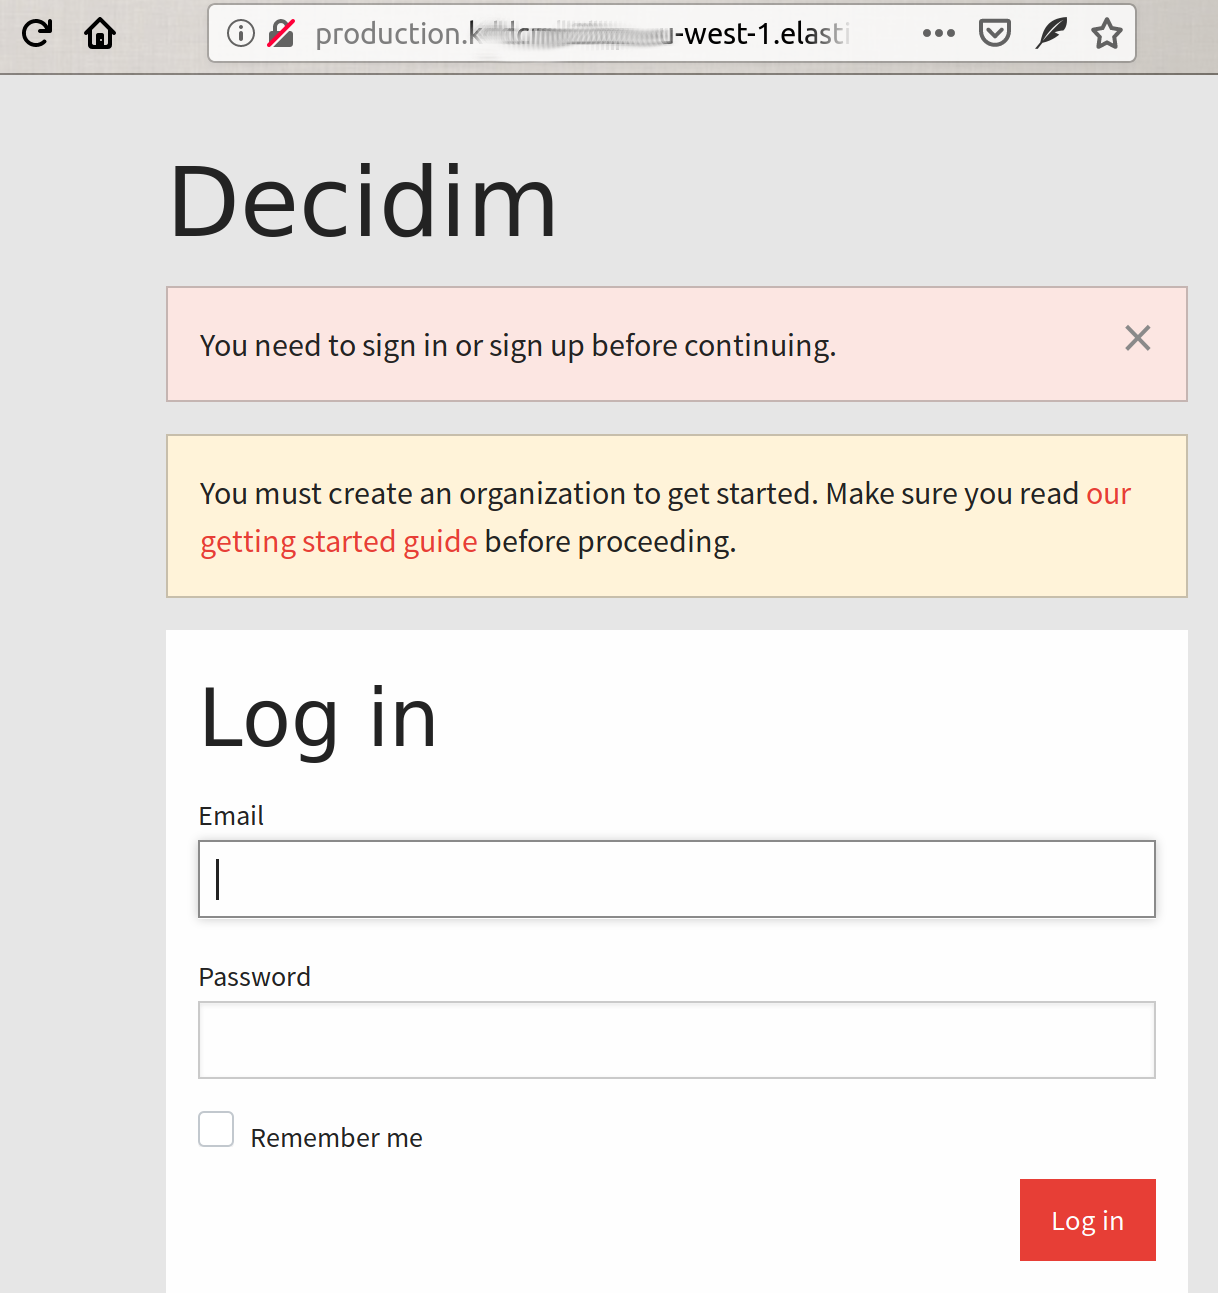 production.k -west-1.elasti
Decidim
You need to sign in or sign up before continuing.
You must create an organization to get started. Make sure you read our
getting started guide before proceeding.
Log in
Email
Password
Remember me
Log in